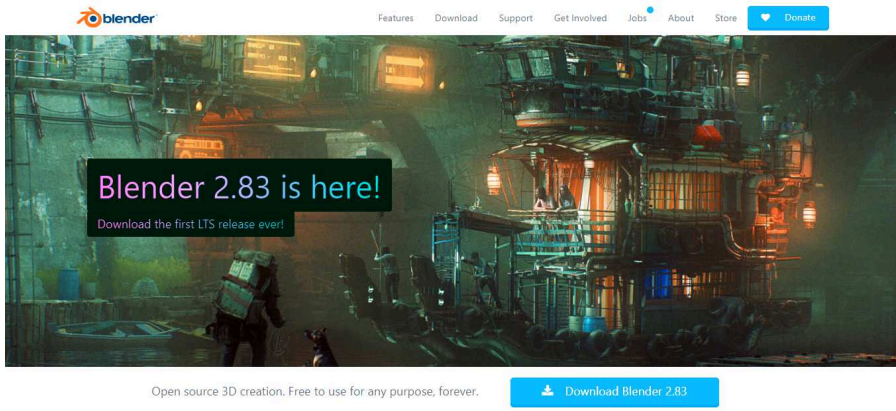 blender
Features Download Support Get Involved Jobs About Store Donate
Blender 2.83 is here!
Download the first LTS release ever!
Open source 3D creation. Free to use for any purpose, forever. Download Blender 2.83